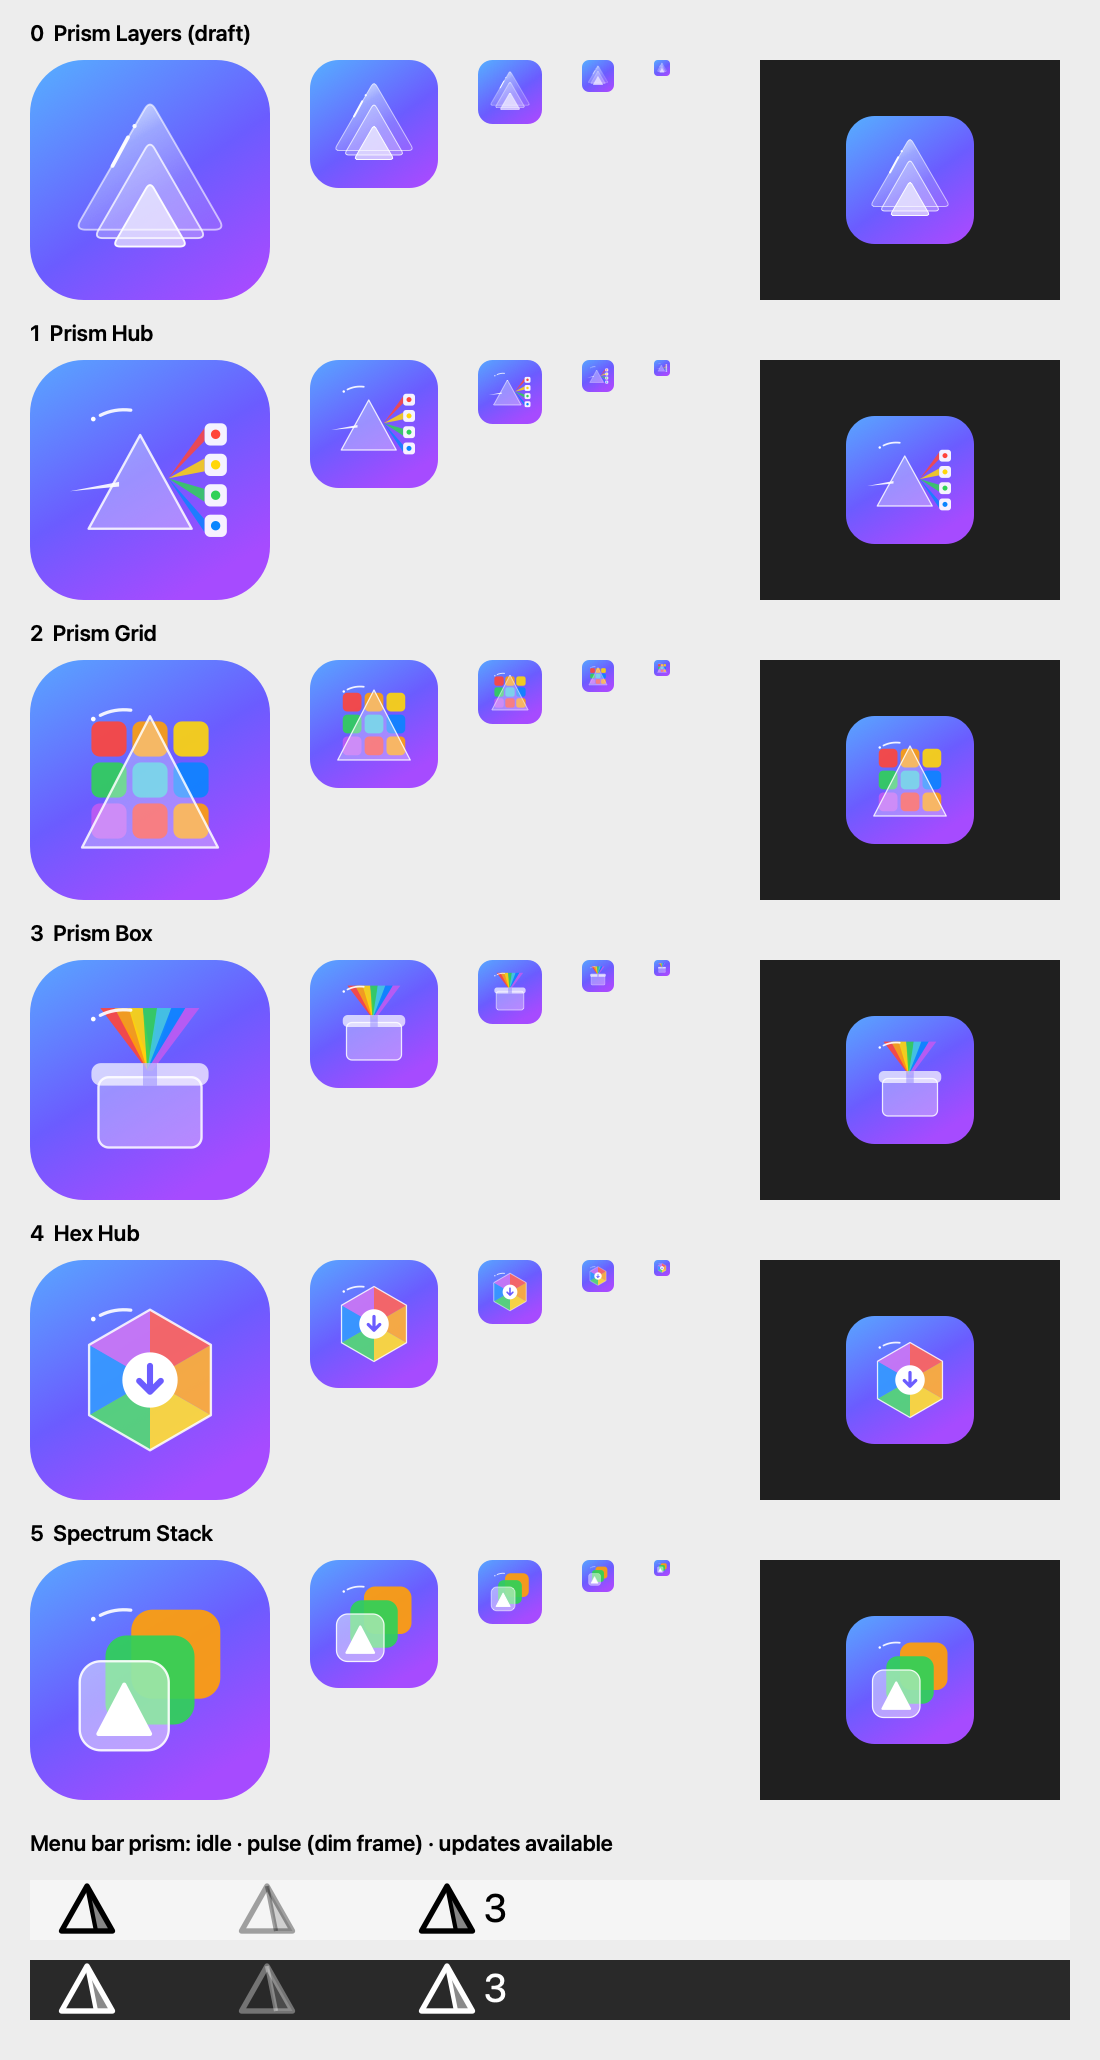 0 Prism Layers (draft)
1 Prism Hub
2 Prism Grid
3 Prism Box
4 Hex Hub
5 Spectrum Stack
Menu bar prism: idle · pulse (dim frame) · updates available
3
3